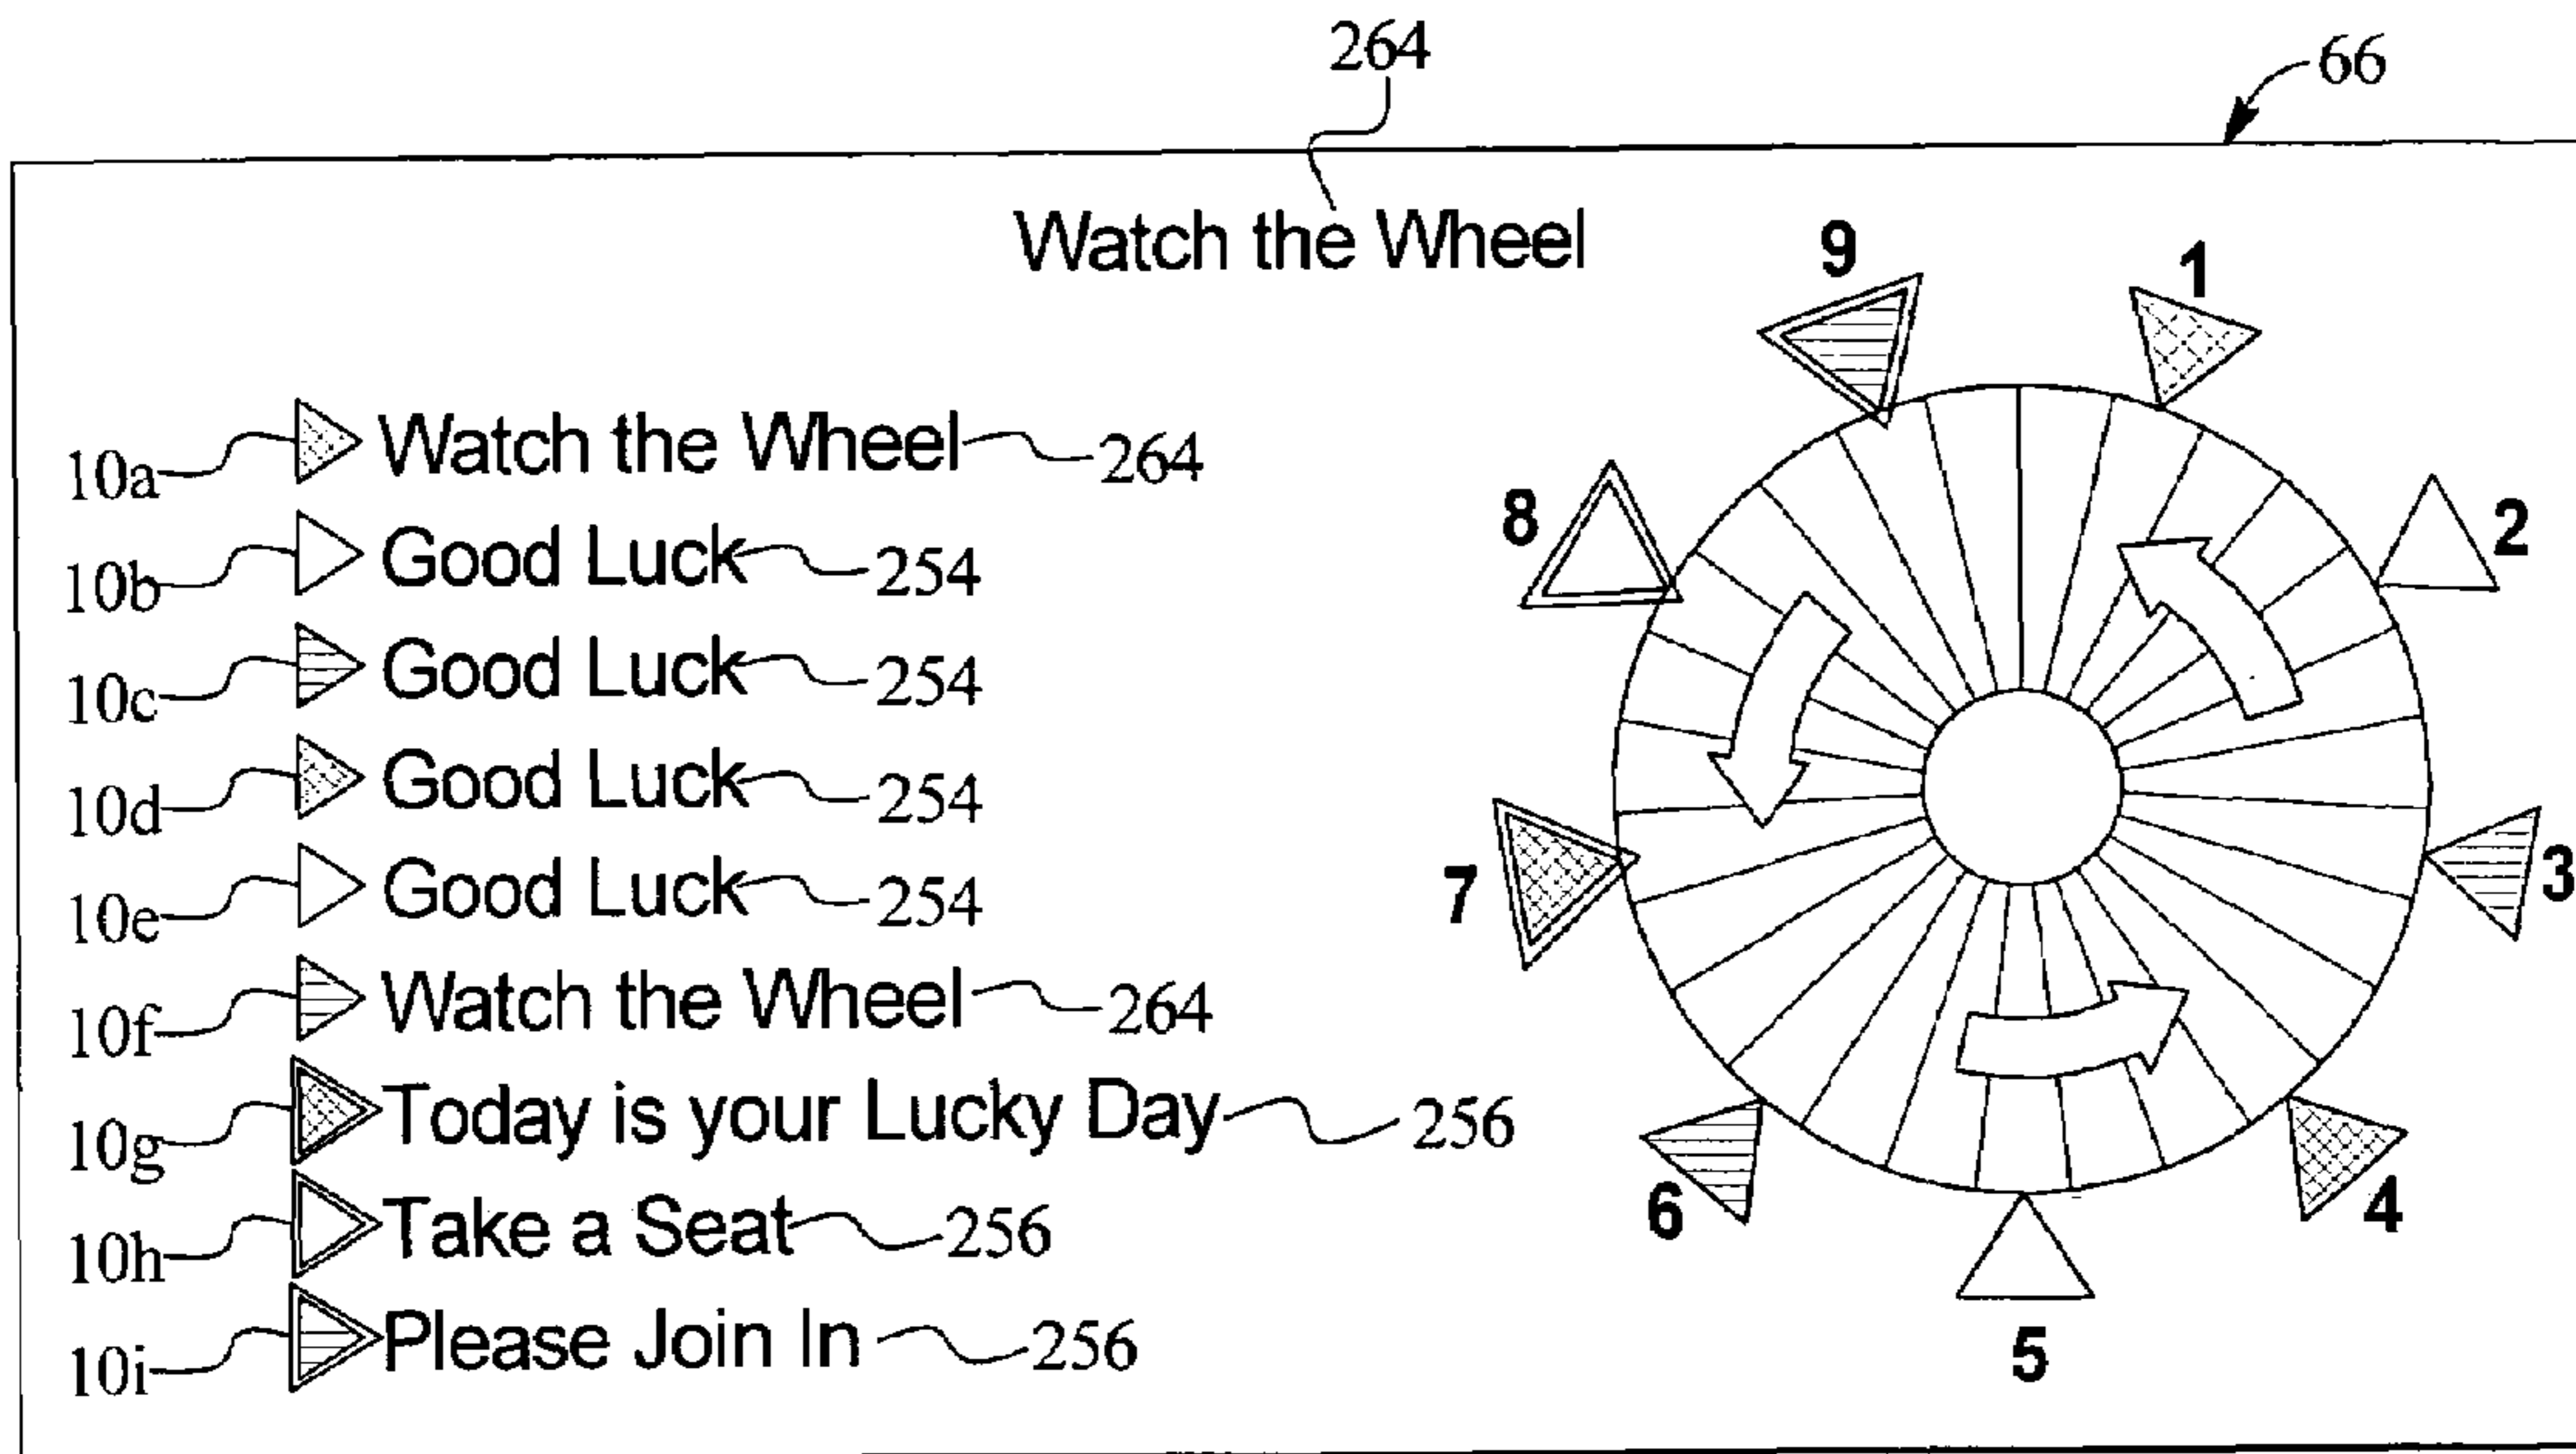 264
66
Watch the Wheel
9
1
10a Watch the Wheel 264
8
2
10b Good Luck 254
10c Good Luck 254
10d Good Luck 254
7
3
10e Good Luck 254
10f Watch the Wheel 264
10g Today is your Lucky Day 256
6
4
10h Take a Seat 256
10i Please Join In 256
5